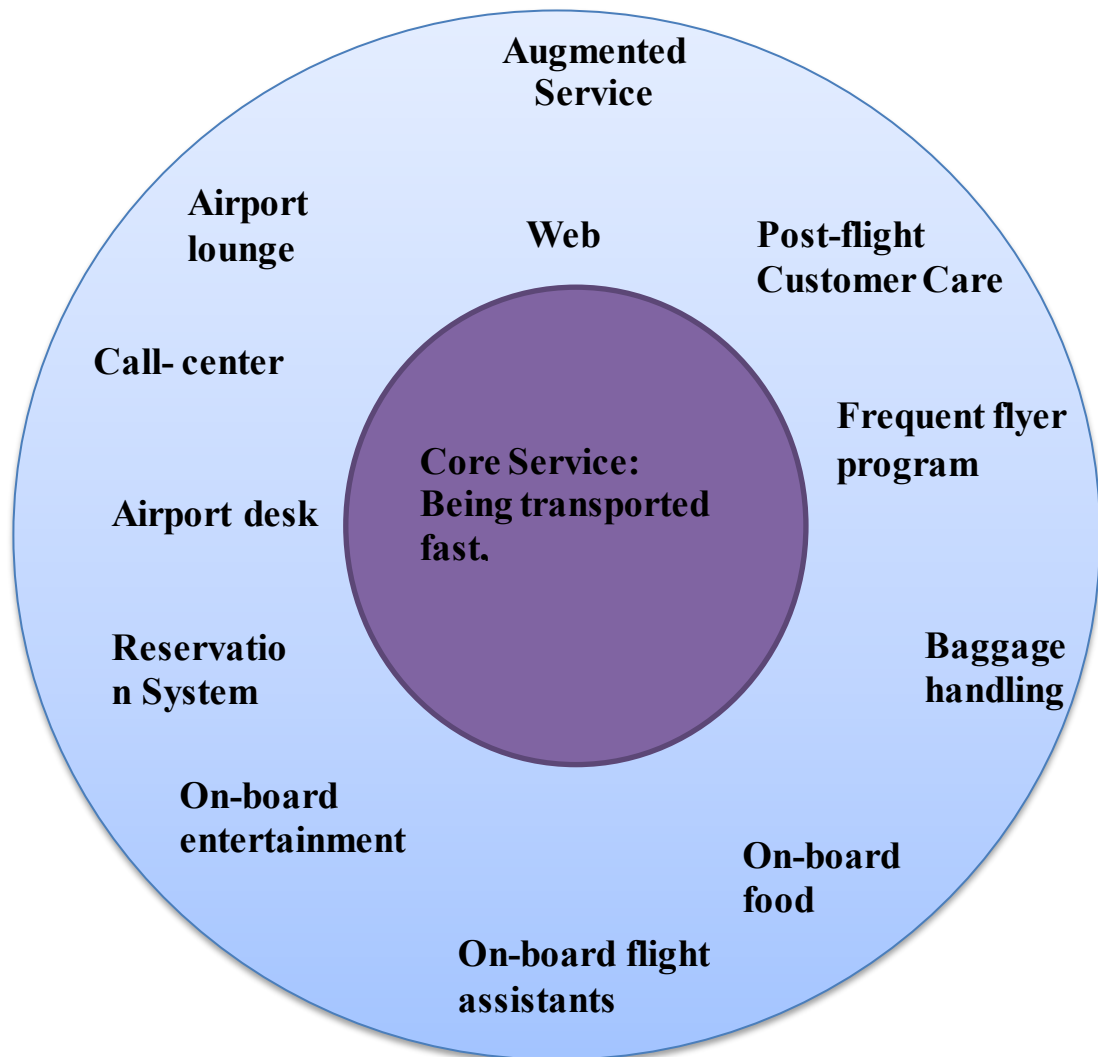 Augmented
Service
Airport
lounge
Web
Post-flight
Customer Care
Call- center
Frequent flyer
program
Core Service:
Being transported
fast.
Airport desk
Reservatio
n System
Baggage
handling
On-board
entertainment
On-board
food
On-board flight
assistants